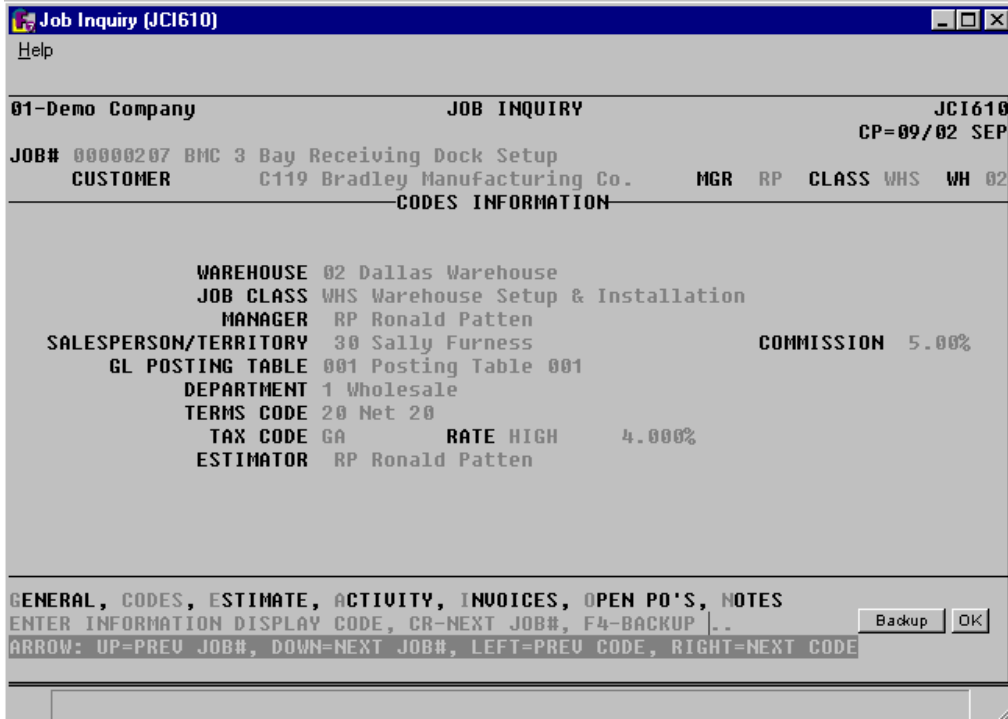 Job Inquiry (JCI610)
Help
01-Demo Company JOB INQUIRY JCI610
CP=09/02 SEP
JOB# 00000207 BMC 3 Bay Receiving Dock Setup
CUSTOMER C119 Bradley Manufacturing Co. MGR RP CLASS WHS WH 02
CODES INFORMATION
WAREHOUSE 02 Dallas Warehouse
JOB CLASS WHS Warehouse Setup & Installation
MANAGER RP Ronald Patten
SALESPERSON/TERRITORY 30 Sally Furness COMMISSION 5.00%
GL POSTING TABLE 001 Posting Table 001
DEPARTMENT 1 Wholesale
TERMS CODE 20 Net 20
TAX CODE GA RATE HIGH 4.000%
ESTIMATOR RP Ronald Patten
GENERAL, CODES, ESTIMATE, ACTIVITY, INVOICES, OPEN PO'S, NOTES
ENTER INFORMATION DISPLAY CODE, CR-NEXT JOB#, F4-BACKUP .. Backup OK
ARROW: UP=PREV JOB#, DOWN=NEXT JOB#, LEFT=PREV CODE, RIGHT=NEXT CODE